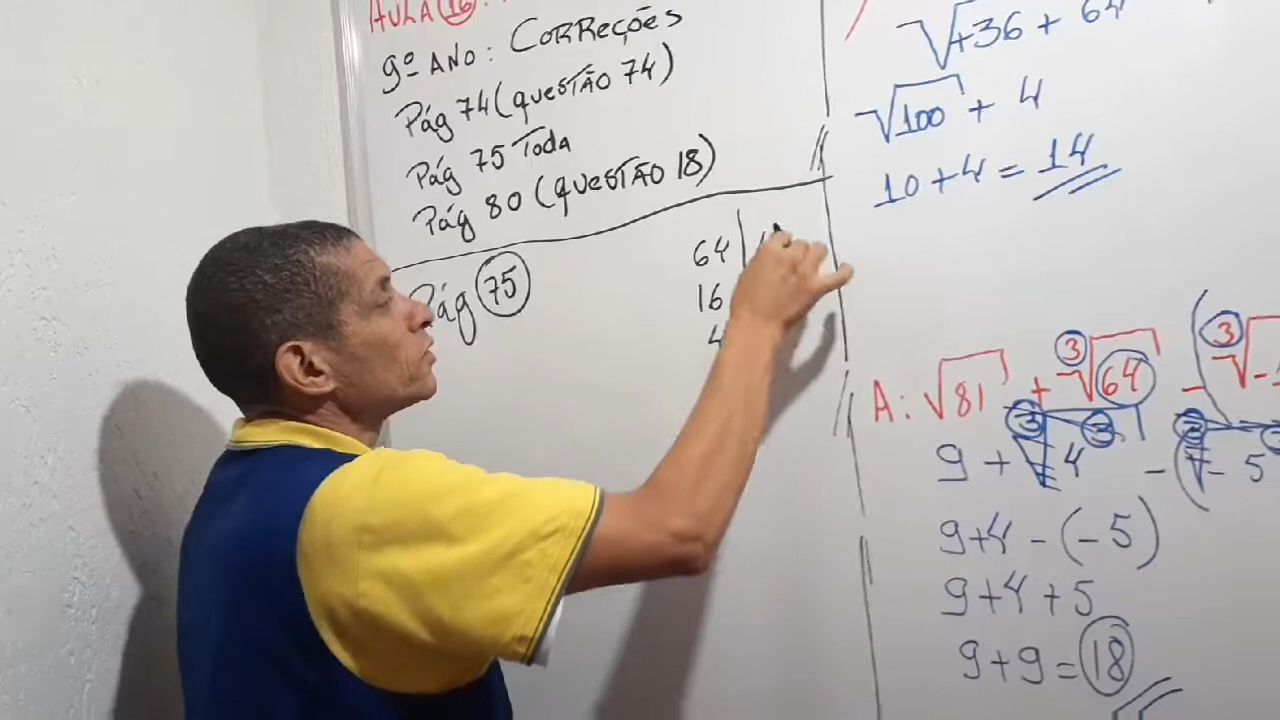 AULA 16
9º ANO: CORREÇÕES
Pág 74 (questão 74)
Pág 75 Toda
Pág 80 (questão 18)
Pág 75
64
16
4
√+36 + 64
√100 + 4
10+4 = 14
A: √81 + ³√64 - ³√-
9 + 4 - (- 5
9+4 - (-5)
9+4+5
9+9 = 18